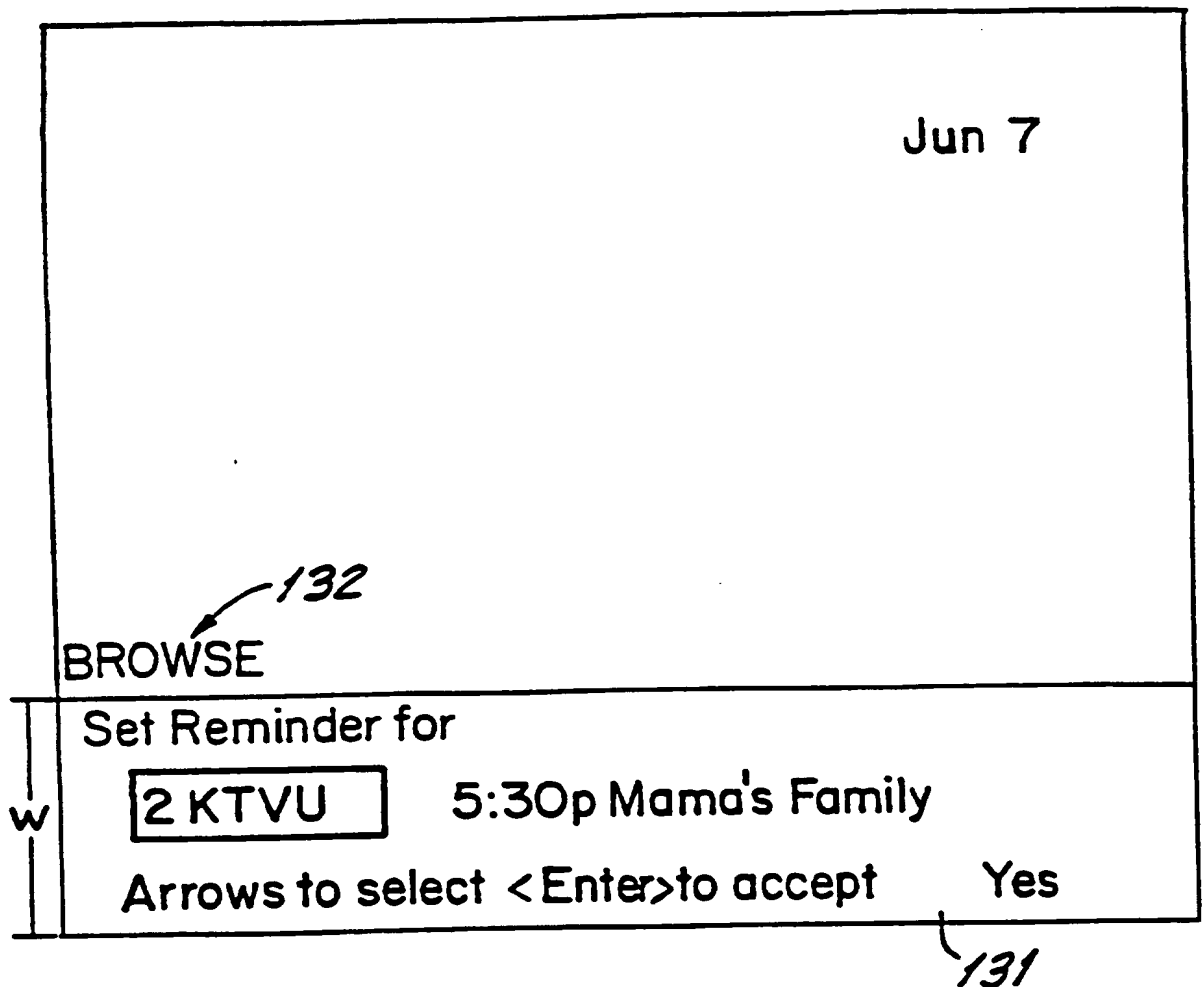 Jun 7
132
BROWSE
Set Reminder for
W
2 KTVU 5:30p Mama's Family
Arrows to select <Enter>to accept Yes
131